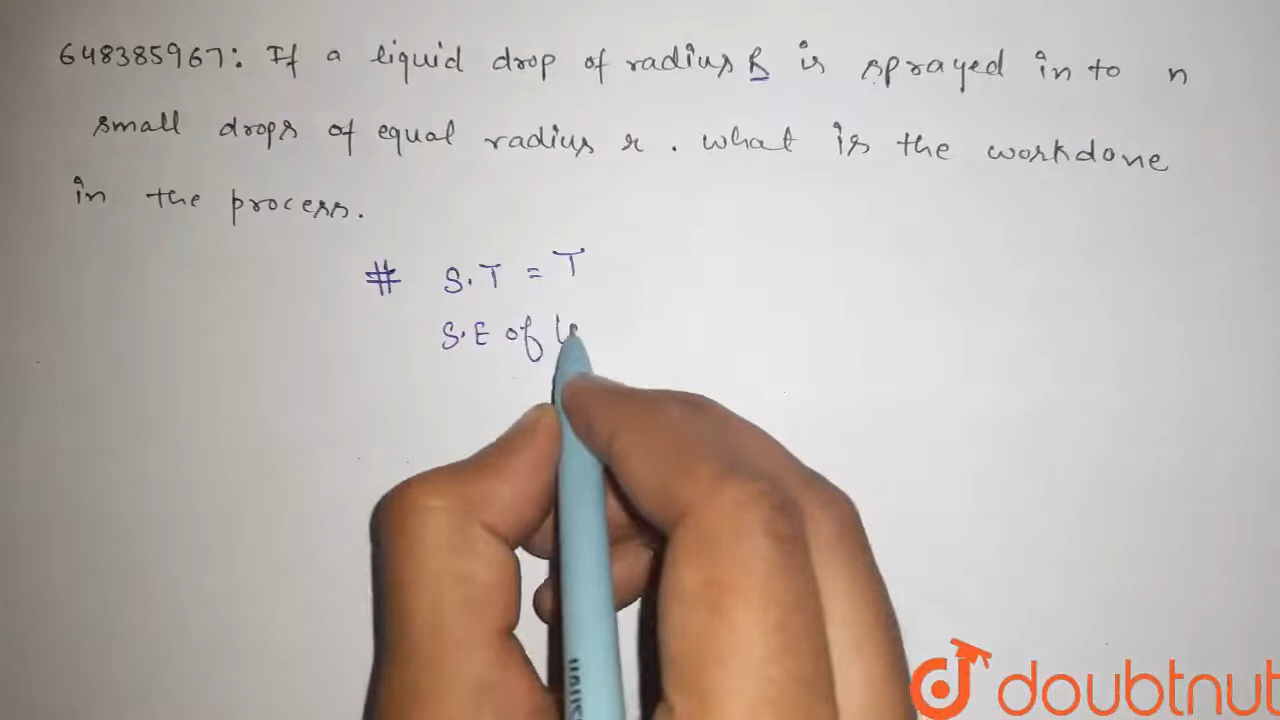 648385967: If a liquid drop of radius R is sprayed in to n
small drops of equal radius r. what is the workdone
in the process.
# S.T = T
S.E of
doubtnut